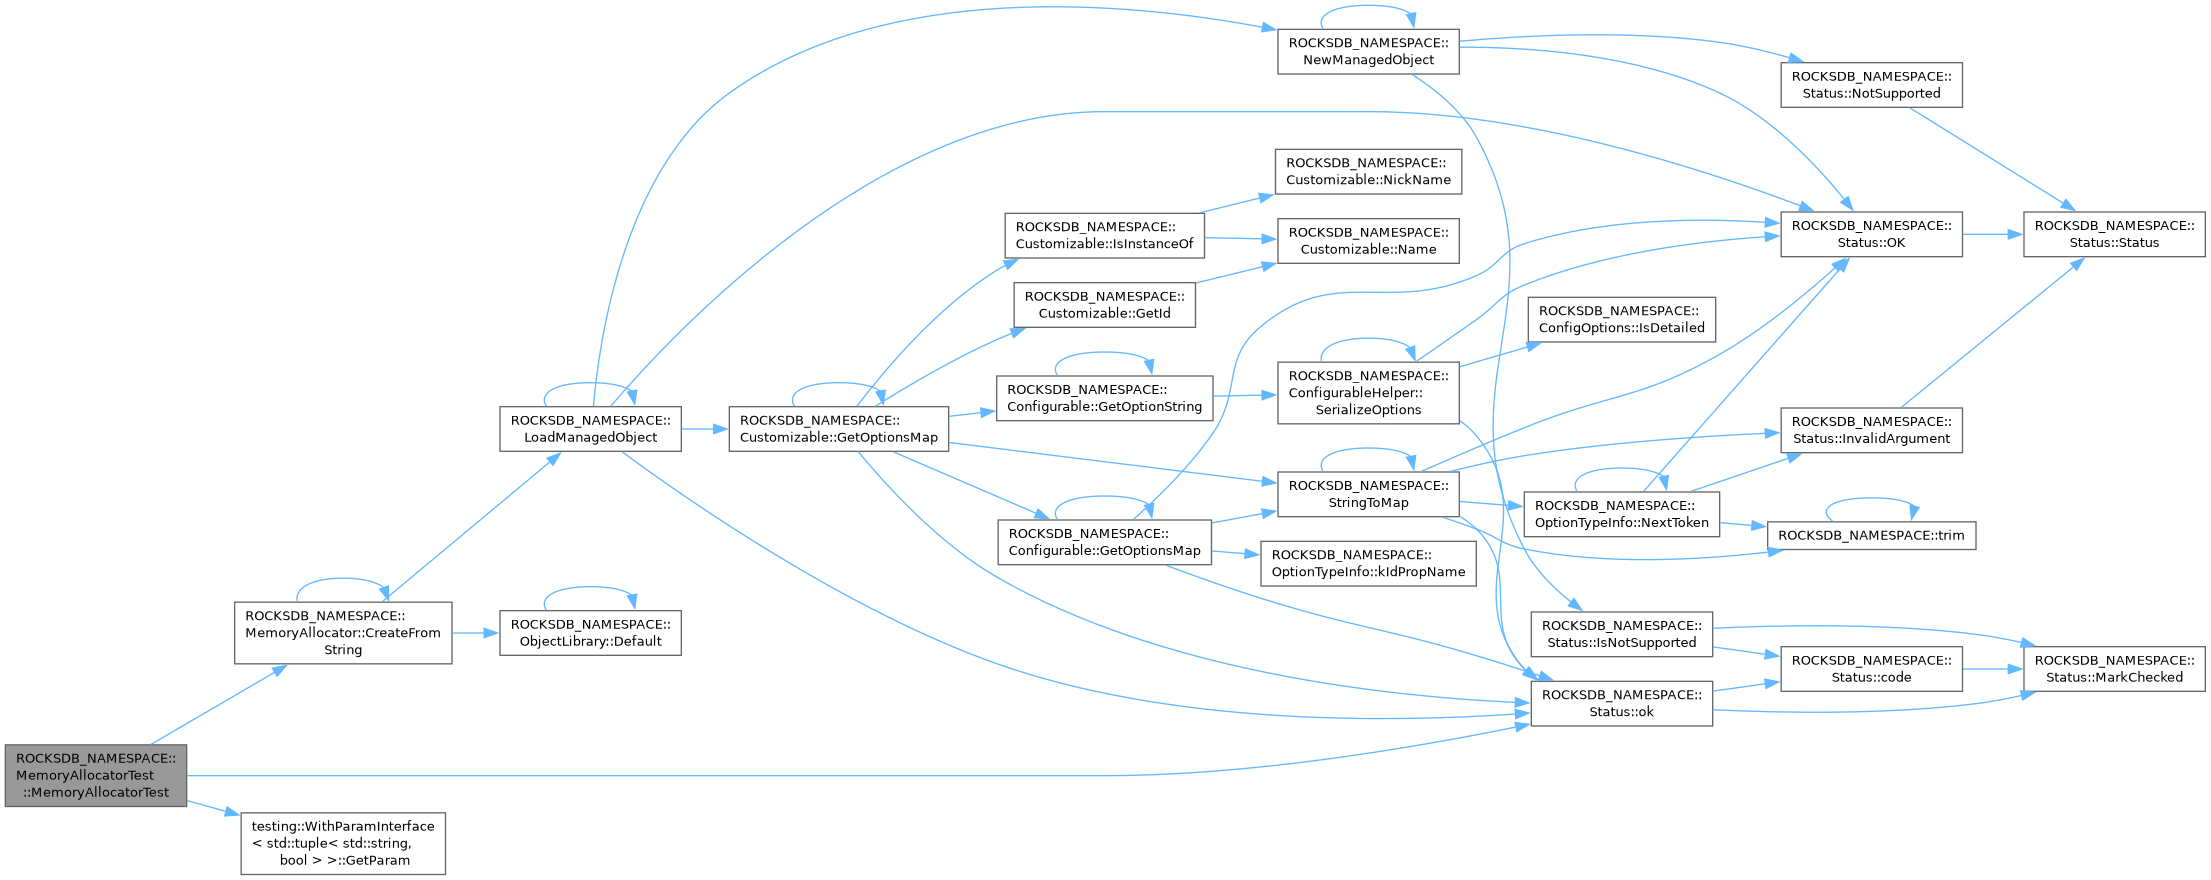 ROCKSDB_NAMESPACE::
MemoryAllocatorTest
::MemoryAllocatorTest
ROCKSDB_NAMESPACE::
MemoryAllocator::CreateFrom
String
testing::WithParamInterface
< std::tuple< std::string,
bool > >::GetParam
ROCKSDB_NAMESPACE::
LoadManagedObject
ROCKSDB_NAMESPACE::
ObjectLibrary::Default
ROCKSDB_NAMESPACE::
Customizable::GetOptionsMap
ROCKSDB_NAMESPACE::
Customizable::IsInstanceOf
ROCKSDB_NAMESPACE::
Customizable::GetId
ROCKSDB_NAMESPACE::
Configurable::GetOptionString
ROCKSDB_NAMESPACE::
Configurable::GetOptionsMap
ROCKSDB_NAMESPACE::
NewManagedObject
ROCKSDB_NAMESPACE::
Customizable::NickName
ROCKSDB_NAMESPACE::
Customizable::Name
ROCKSDB_NAMESPACE::
ConfigurableHelper::
SerializeOptions
ROCKSDB_NAMESPACE::
StringToMap
ROCKSDB_NAMESPACE::
OptionTypeInfo::kIdPropName
ROCKSDB_NAMESPACE::
ConfigOptions::IsDetailed
ROCKSDB_NAMESPACE::
OptionTypeInfo::NextToken
ROCKSDB_NAMESPACE::
Status::IsNotSupported
ROCKSDB_NAMESPACE::
Status::ok
ROCKSDB_NAMESPACE::
Status::NotSupported
ROCKSDB_NAMESPACE::
Status::OK
ROCKSDB_NAMESPACE::
Status::InvalidArgument
ROCKSDB_NAMESPACE::trim
ROCKSDB_NAMESPACE::
Status::code
ROCKSDB_NAMESPACE::
Status::Status
ROCKSDB_NAMESPACE::
Status::MarkChecked